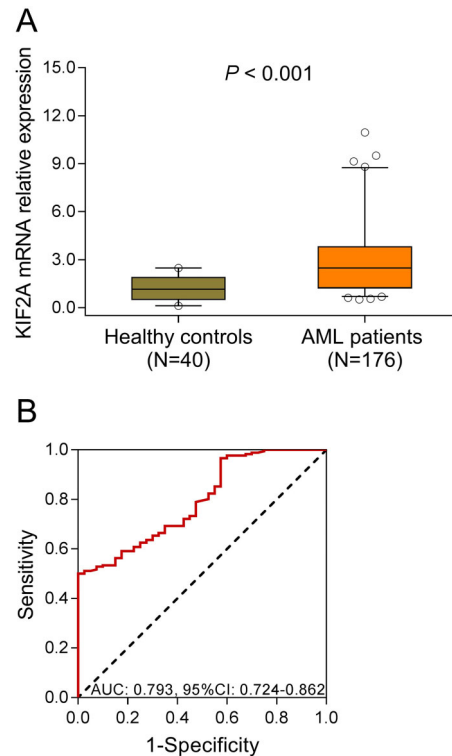 A
15.0
P < 0.001
12.0
9.0
6.0
3.0
0.0
KIF2A mRNA relative expression
Healthy controls
(N=40)
AML patients
(N=176)
B
1.0
0.8
0.6
0.4
0.2
0.0
Sensitivity
AUC: 0.793, 95%CI: 0.724-0.862
0.0 0.2 0.4 0.6 0.8 1.0
1-Specificity